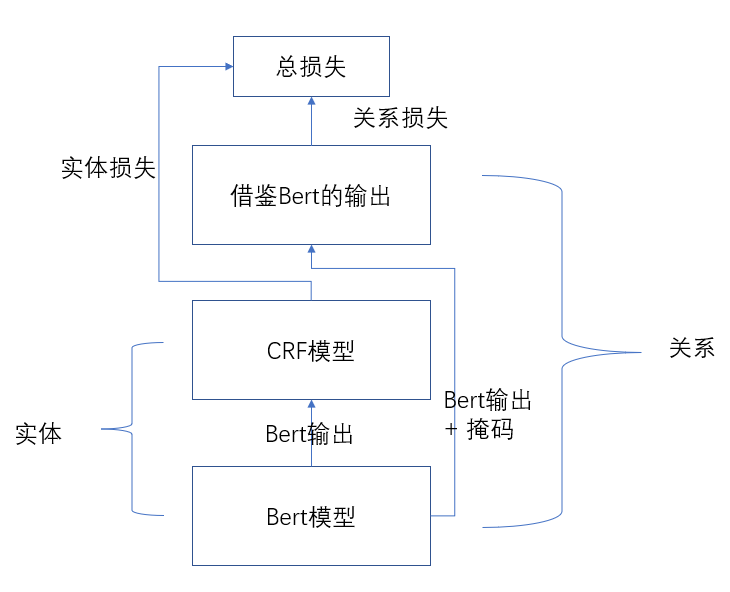 总损失
关系损失
实体损失
借鉴Bert的输出
关系
CRF模型
Bert输出
+ 掩码
实体
Bert输出
Bert模型